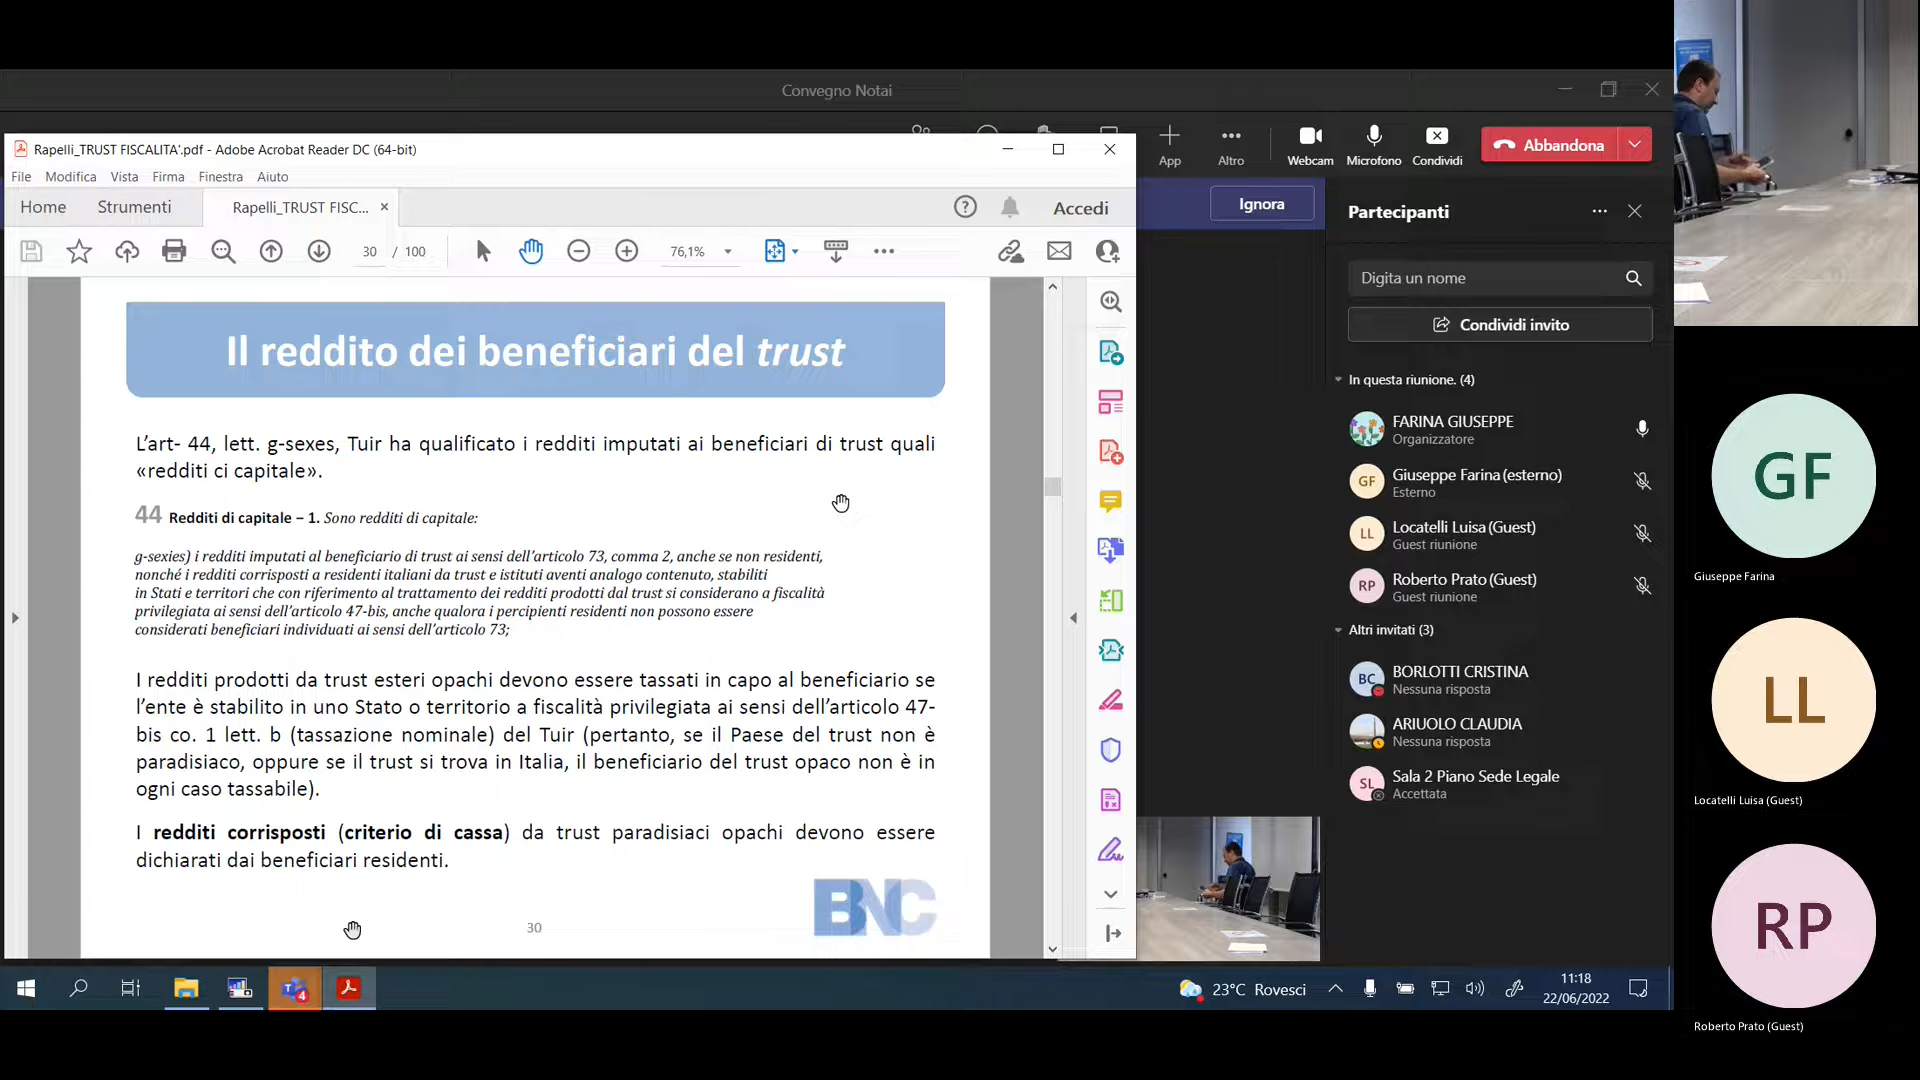 Convegno Notai
App
Altro
Webcam
Microfono
Condividi
Abbandona
Rapelli_TRUST FISCALITA'.pdf - Adobe Acrobat Reader DC (64-bit)
File Modifica Vista Firma Finestra Aiuto
Home Strumenti Rapelli_TRUST FISC... Accedi
30 / 100 76,1%
Ignora
Il reddito dei beneficiari del trust
L'art- 44, lett. g-sexes, Tuir ha qualificato i redditi imputati ai beneficiari di trust quali
«redditi ci capitale».
44 Redditi di capitale – 1. Sono redditi di capitale:
g-sexies) i redditi imputati al beneficiario di trust ai sensi dell'articolo 73, comma 2, anche se non residenti,
nonché i redditi corrisposti a residenti italiani da trust e istituti aventi analogo contenuto, stabiliti
in Stati e territori che con riferimento al trattamento dei redditi prodotti dal trust si considerano a fiscalità
privilegiata ai sensi dell'articolo 47-bis, anche qualora i percipienti residenti non possono essere
considerati beneficiari individuati ai sensi dell'articolo 73;
I redditi prodotti da trust esteri opachi devono essere tassati in capo al beneficiario se
l'ente è stabilito in uno Stato o territorio a fiscalità privilegiata ai sensi dell'articolo 47-
bis co. 1 lett. b (tassazione nominale) del Tuir (pertanto, se il Paese del trust non è
paradisiaco, oppure se il trust si trova in Italia, il beneficiario del trust opaco non è in
ogni caso tassabile).
I redditi corrisposti (criterio di cassa) da trust paradisiaci opachi devono essere
dichiarati dai beneficiari residenti.
30
BNC
Partecipanti
Digita un nome
Condividi invito
In questa riunione. (4)
FARINA GIUSEPPE
Organizzatore
GF
Giuseppe Farina (esterno)
Esterno
LL
Locatelli Luisa (Guest)
Guest riunione
RP
Roberto Prato (Guest)
Guest riunione
Altri invitati (3)
BC
BORLOTTI CRISTINA
Nessuna risposta
ARIUOLO CLAUDIA
Nessuna risposta
SL
Sala 2 Piano Sede Legale
Accettata
GF
Giuseppe Farina
LL
Locatelli Luisa (Guest)
RP
Roberto Prato (Guest)
4
23°C Rovesci
11:18
22/06/2022